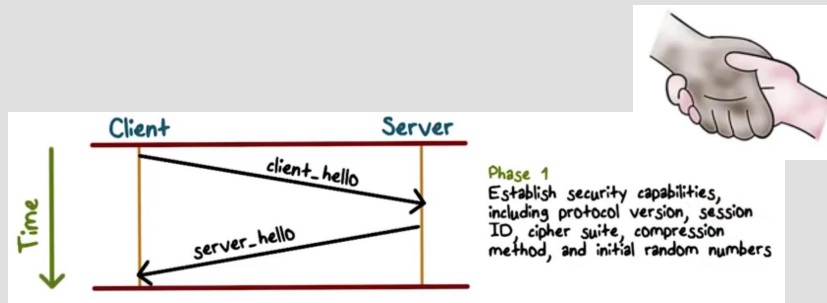 Client
Server
Time
client_hello
server_hello
Phase 1
Establish security capabilities,
including protocol version, session
ID, cipher suite, compression
method, and initial random numbers